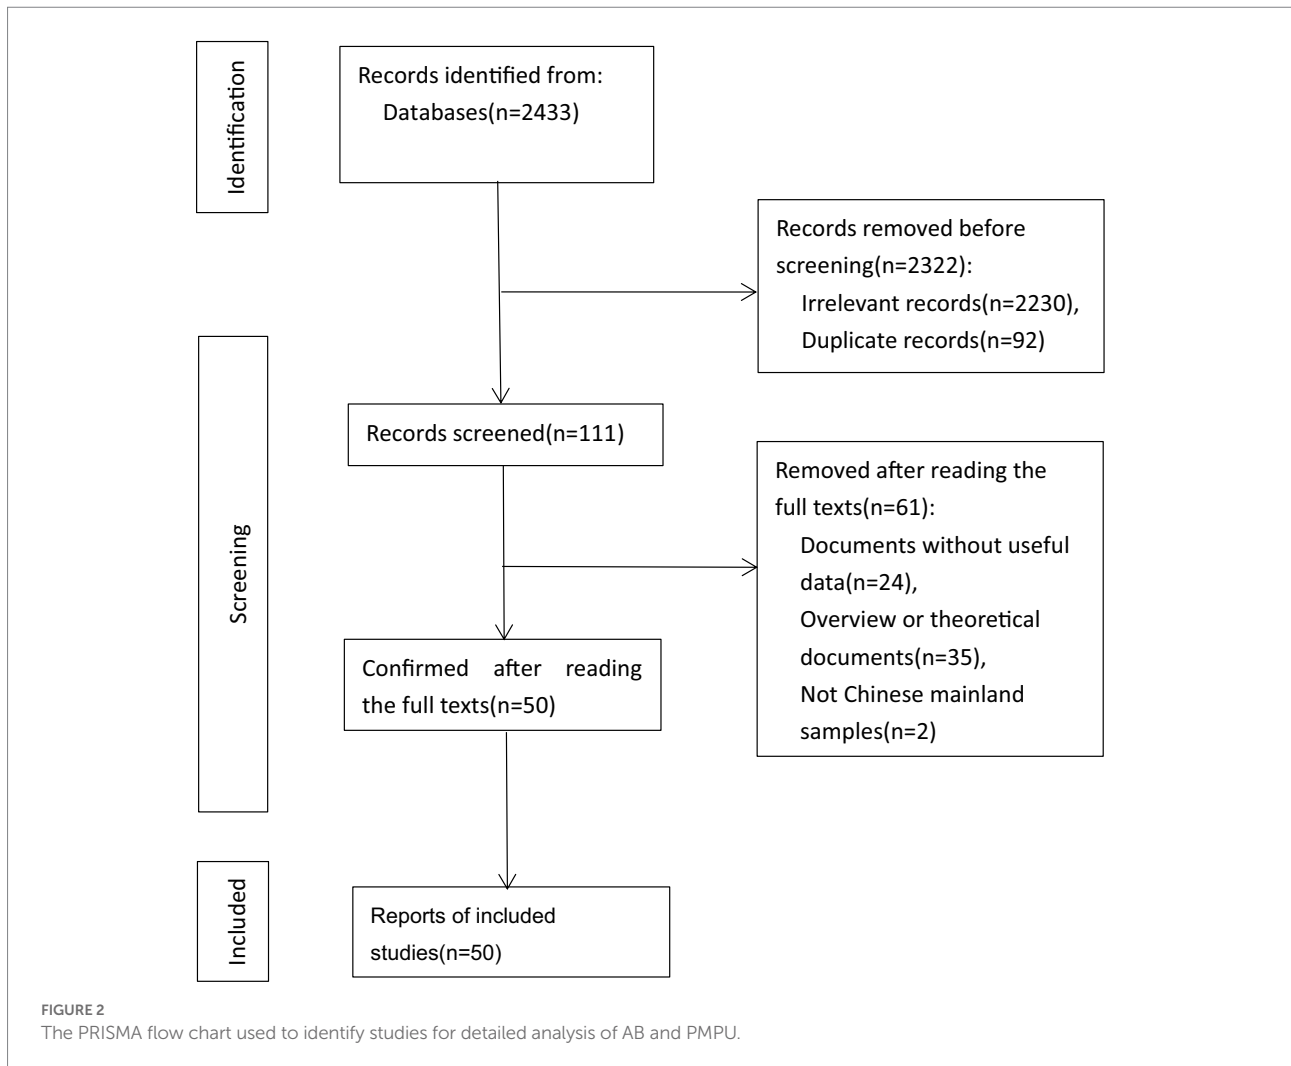 Identification
Records identified from:
Databases(n=2433)
Records removed before
screening(n=2322):
Irrelevant records(n=2230),
Duplicate records(n=92)
Screening
Records screened(n=111)
Removed after reading the
full texts(n=61):
Documents without useful
data(n=24),
Overview or theoretical
documents(n=35),
Not Chinese mainland
samples(n=2)
Confirmed after reading
the full texts(n=50)
Included
Reports of included
studies(n=50)
FIGURE 2
The PRISMA flow chart used to identify studies for detailed analysis of AB and PMPU.